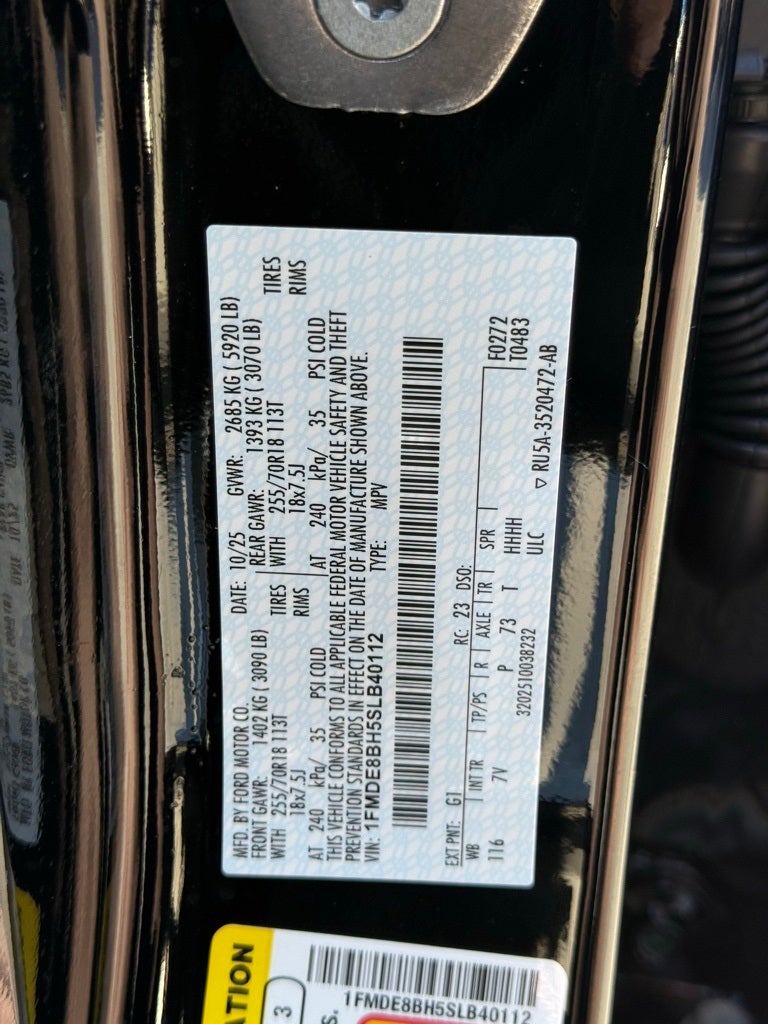 MFD. BY FORD MOTOR CO.
DATE: 10/25 GVWR: 2685 KG ( 5920 LB)
FRONT GAWR: 1402 KG ( 3090 LB)
REAR GAWR: 1393 KG ( 3070 LB)
WITH 255/70R18 113T TIRES
WITH 255/70R18 113T TIRES
18x7.5J RIMS
18x7.5J RIMS
AT 240 kPa/ 35 PSI COLD
AT 240 kPa/ 35 PSI COLD
THIS VEHICLE CONFORMS TO ALL APPLICABLE FEDERAL MOTOR VEHICLE SAFETY AND THEFT
PREVENTION STANDARDS IN EFFECT ON THE DATE OF MANUFACTURE SHOWN ABOVE.
VIN: 1FMDE8BH5SLB40112 TYPE: MPV
EXT PNT: G1 RC: 23 DSO: F0272
WB INT TR TP/PS R AXLE TR SPR T0483
116 7V P 73 T HHHH
3202510038232 ULC ▽ RU5A-3520472-AB
ATION
3
S.
1FMDE8BH5SLB40112